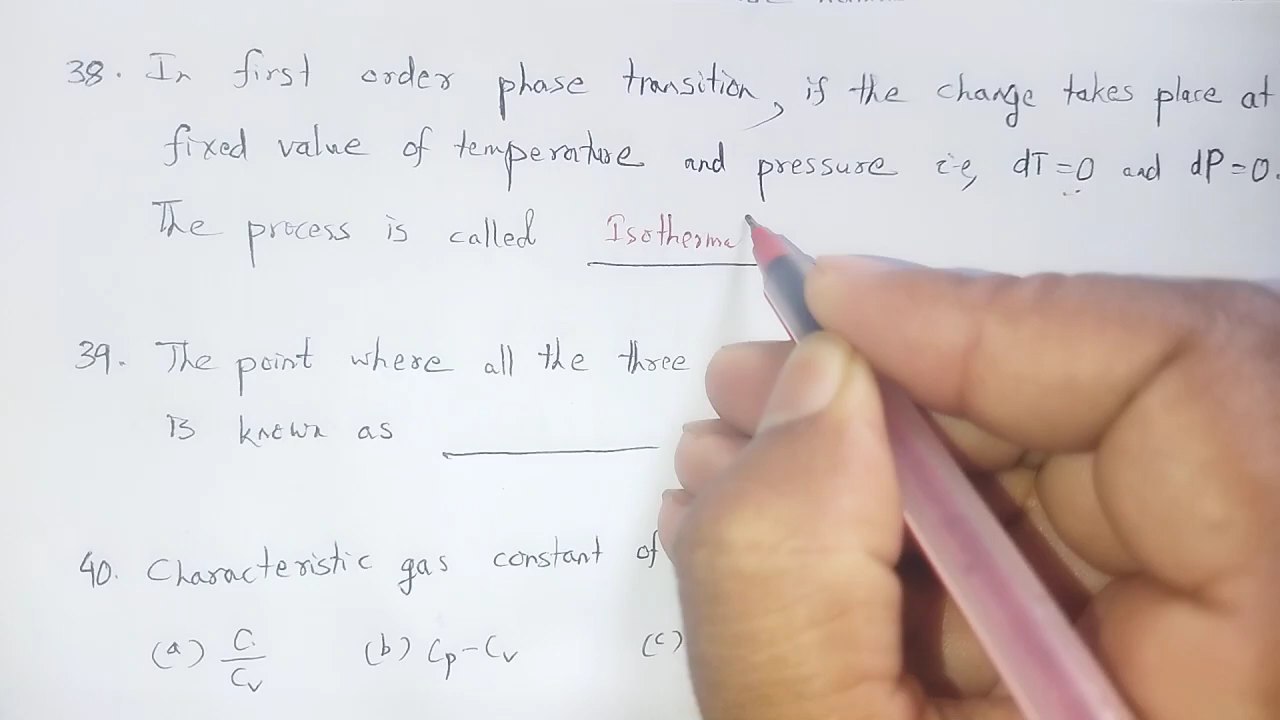 38. In first order phase transition, if the change takes place at
fixed value of temperature and pressure i.e, dT=0 and dP=0.
The process is called Isotherma
39. The point where all the three
is known as
40. Characteristic gas constant of
(a) C/Cv (b) Cp-Cv (c)